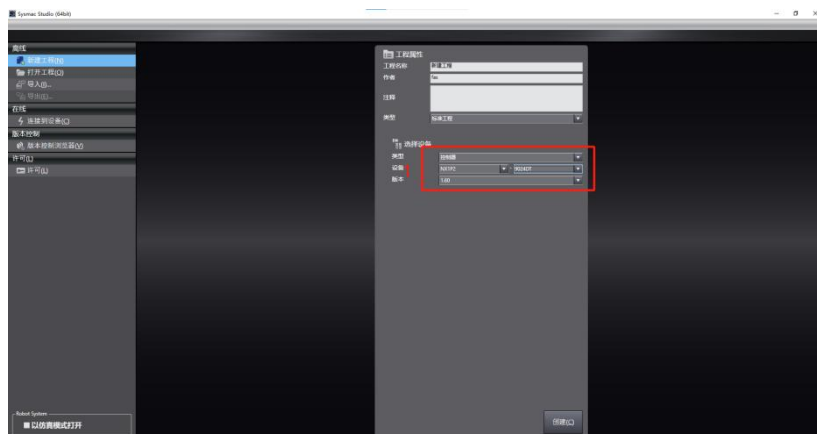 Sysmac Studio (64bit)
离线
新建工程(N)
打开工程(O)
导入(I)...
导出(E)...
在线
连接到设备(C)
版本控制
版本控制浏览器(V)
许可(L)
许可(L)
工程属性
工程名称 新建工程
作者
注释
类型 标准工程
选择设备
类型 控制器
设备 NX1P2 - 9024DT
版本
Robot System
以仿真模式打开
创建(C)